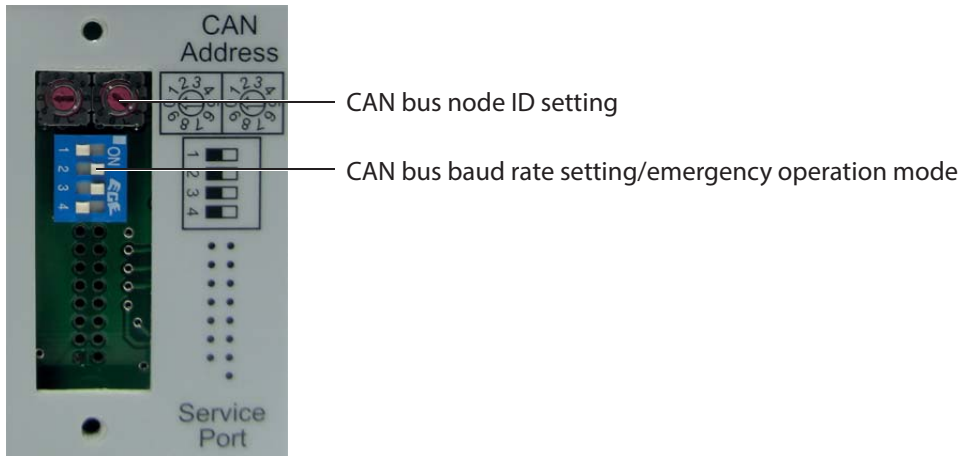 CAN
Address
CAN bus node ID setting
ON
1
2
3
4
1
2
3
4
CAN bus baud rate setting/emergency operation mode
Service
Port